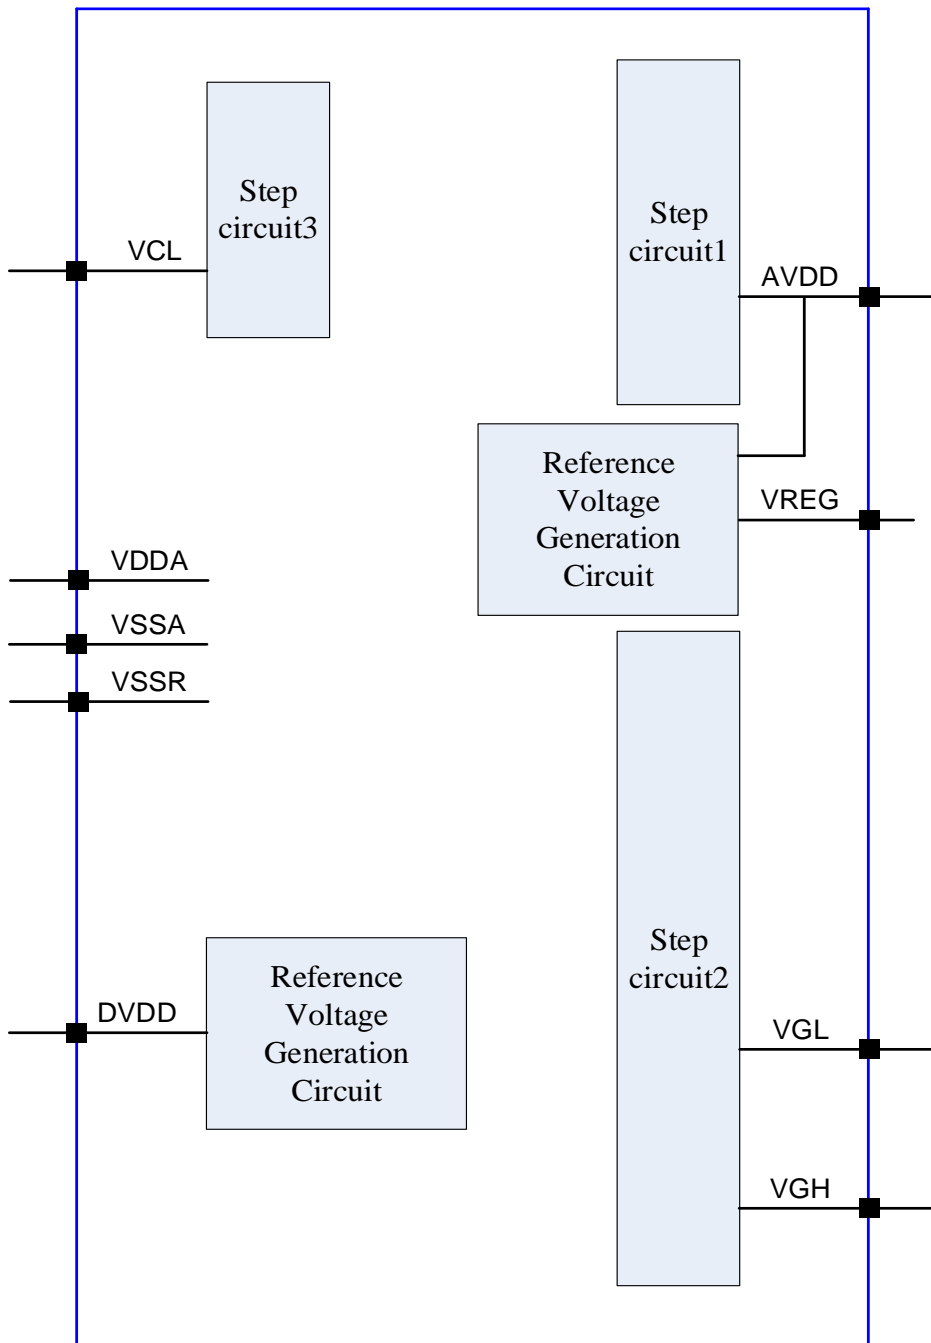 Step
circuit3
VCL
Step
circuit1
AVDD
Reference
Voltage
Generation
Circuit
VREG
VDDA
VSSA
VSSR
Step
circuit2
DVDD
Reference
Voltage
Generation
Circuit
VGL
VGH